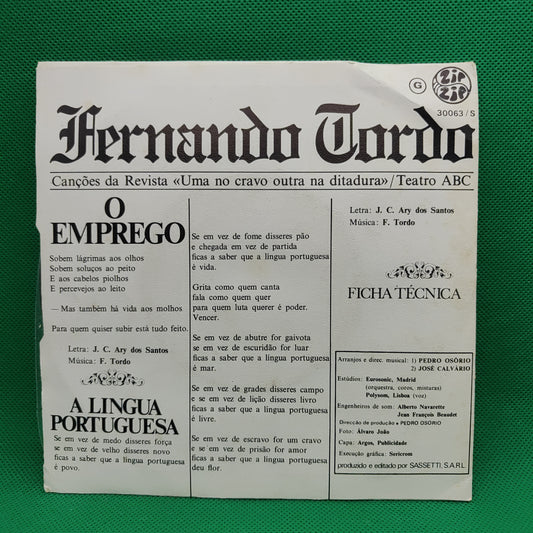 G
ZIP
ZIP
30063/S
Fernando Tordo
Canções da Revista «Uma no cravo outra na ditadura»/Teatro ABC
O
EMPREGO
Sobem lágrimas aos olhos
Sobem soluços ao peito
E aos cabelos piolhos
E percevejos ao leito
— Mas também há vida aos molhos
Para quem quiser subir está tudo feito.
Letra: J. C. Ary dos Santos
Música: F. Tordo
A LINGUA
PORTUGUESA
Se em vez de medo disseres força
se em vez de velho disseres novo
ficas a saber que a língua portuguesa
é povo.
Se em vez de fome disseres pão
e chegada em vez de partida
ficas a saber que a língua portuguesa
é vida.
Grita como quem canta
fala como quem quer
para quem luta querer é poder.
Vencer.
Se em vez de abutre for gaivota
se em vez de escuridão for luar
ficas a saber que a língua portuguesa
é mar.
Se em vez de grades disseres campo
e se em vez de lição disseres livro
ficas a saber que a língua portuguesa
é livre.
Se em vez de escravo for um cravo
e se em vez de prisão for amor
ficas a saber que a língua portuguesa
deu flor.
Letra: J. C. Ary dos Santos
Música: F. Tordo
FICHA TÉCNICA
Arranjos e direc. musical: 1) PEDRO OSÓRIO
2) JOSÉ CALVÁRIO
Estúdios: Eurosonic, Madrid
(orquestra, coros, misturas)
Polysom, Lisboa (voz)
Engenheiros de som: Alberto Navarette
Jean François Beaudet
Direcção de produção: PEDRO OSÓRIO
Foto: Álvaro João
Capa: Argos, Publicidade
Execução gráfica: Sericrom
produzido e editado por SASSETTI, S.A.R.L.